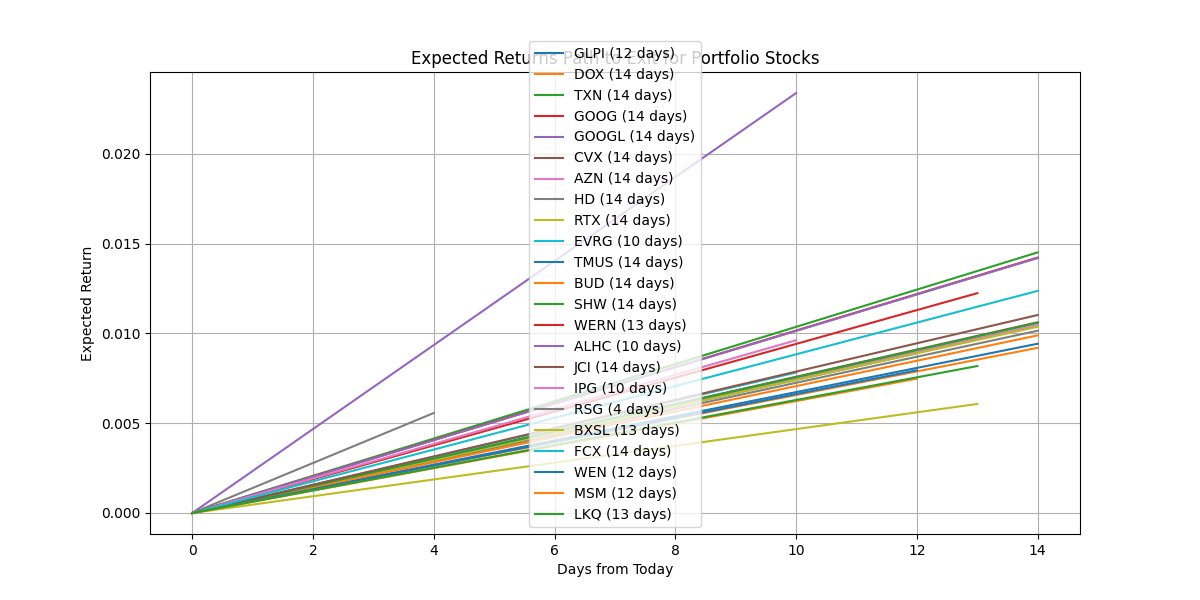 Expected Returns Path to Exit for Portfolio Stocks
GLPI (12 days)
DOX (14 days)
TXN (14 days)
GOOG (14 days)
GOOGL (14 days)
CVX (14 days)
AZN (14 days)
HD (14 days)
RTX (14 days)
EVRG (10 days)
TMUS (14 days)
BUD (14 days)
SHW (14 days)
WERN (13 days)
ALHC (10 days)
JCI (14 days)
IPG (10 days)
RSG (4 days)
BXSL (13 days)
FCX (14 days)
WEN (12 days)
MSM (12 days)
LKQ (13 days)
Expected Return
0.020
0.015
0.010
0.005
0.000
0 2 4 6 8 10 12 14
Days from Today